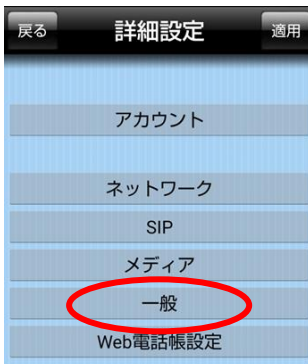 戻る 詳細設定 適用
アカウント
ネットワーク
SIP
メディア
一般
Web電話帳設定